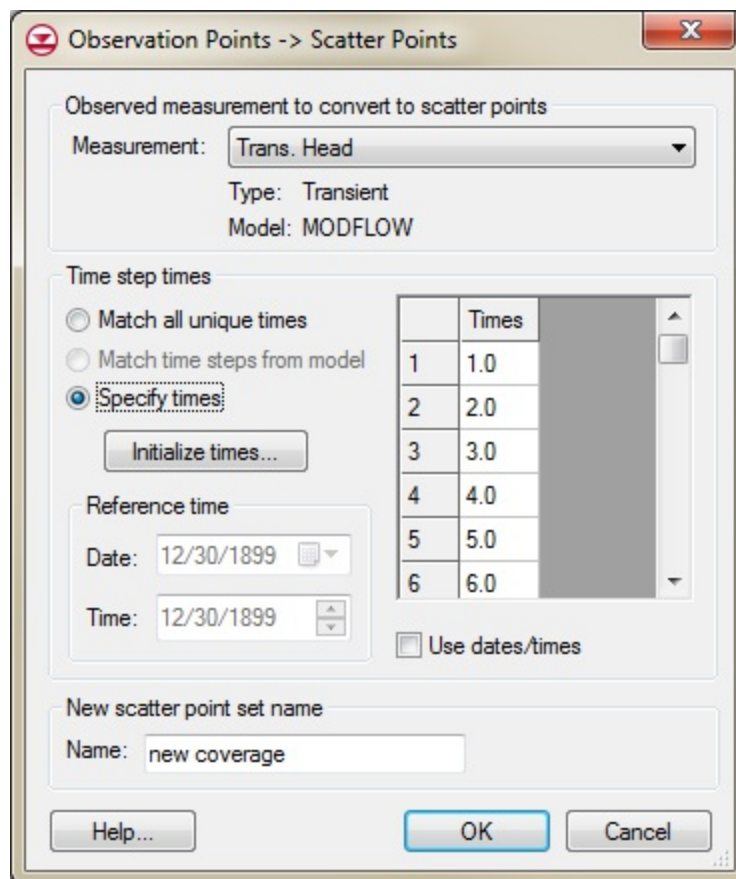 Observation Points -> Scatter Points
Observed measurement to convert to scatter points
Measurement: Trans. Head
Type: Transient
Model: MODFLOW
Time step times
Match all unique times
Match time steps from model
Specify times
Initialize times...
Reference time
Date: 12/30/1899
Time: 12/30/1899
Times
1 1.0
2 2.0
3 3.0
4 4.0
5 5.0
6 6.0
Use dates/times
New scatter point set name
Name: new coverage
Help... OK Cancel